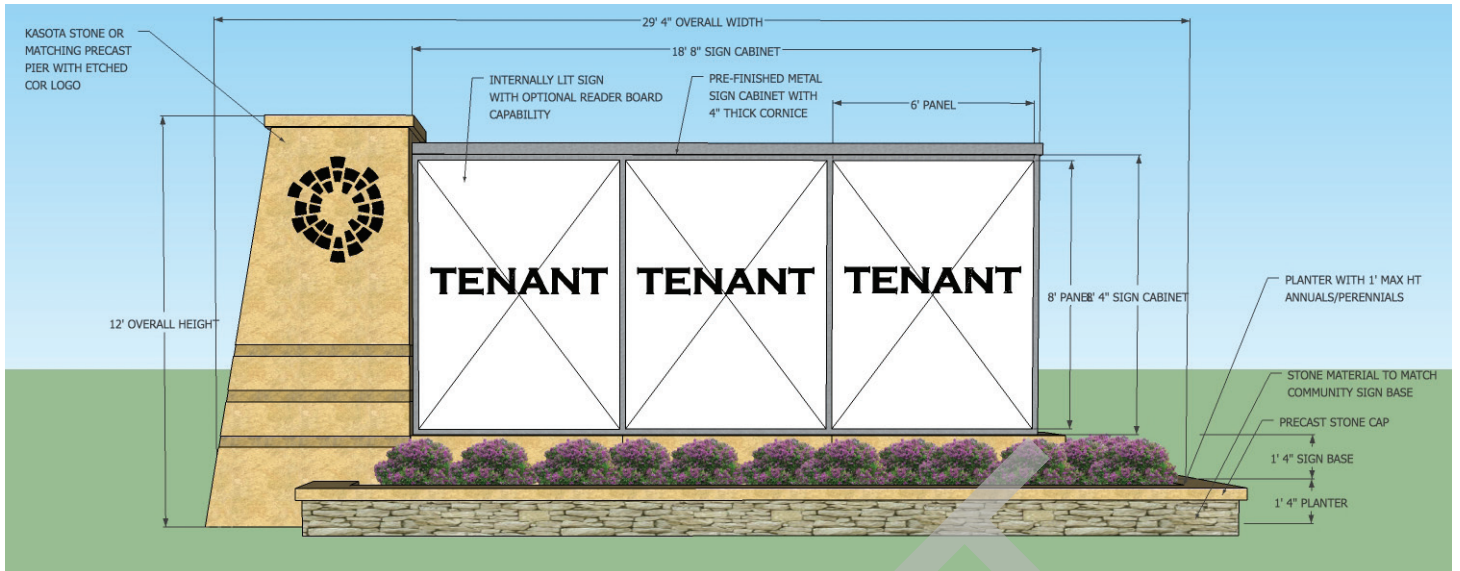 29' 4" OVERALL WIDTH
KASOTA STONE OR
MATCHING PRECAST
PIER WITH ETCHED
COR LOGO
18' 8" SIGN CABINET
INTERNALLY LIT SIGN
WITH OPTIONAL READER BOARD
CAPABILITY
PRE-FINISHED METAL
SIGN CABINET WITH
4" THICK CORNICE
6' PANEL
TENANT
TENANT
TENANT
12' OVERALL HEIGHT
8' PANEL
8' 4" SIGN CABINET
PLANTER WITH 1' MAX HT
ANNUALS/PERENNIALS
STONE MATERIAL TO MATCH
COMMUNITY SIGN BASE
PRECAST STONE CAP
1' 4" SIGN BASE
1' 4" PLANTER